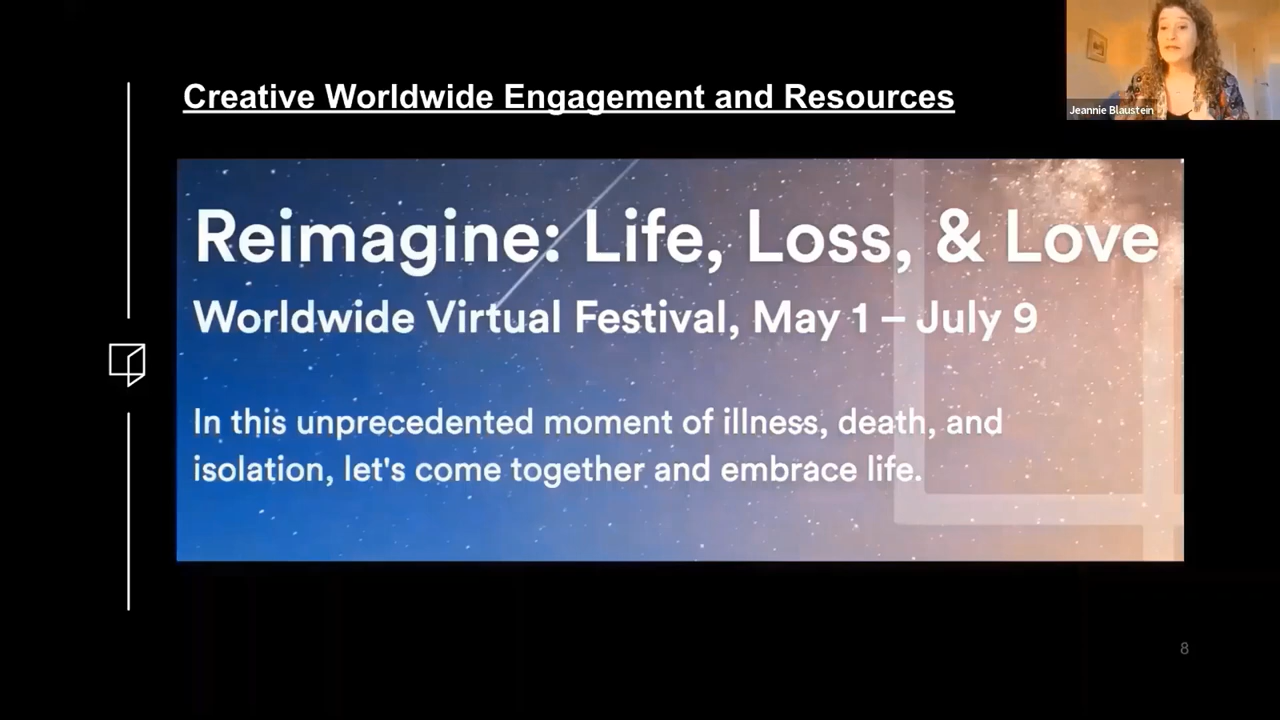 Creative Worldwide Engagement and Resources
Jeannie Blaustein
Reimagine: Life, Loss, & Love
Worldwide Virtual Festival, May 1 – July 9
In this unprecedented moment of illness, death, and
isolation, let's come together and embrace life.
8